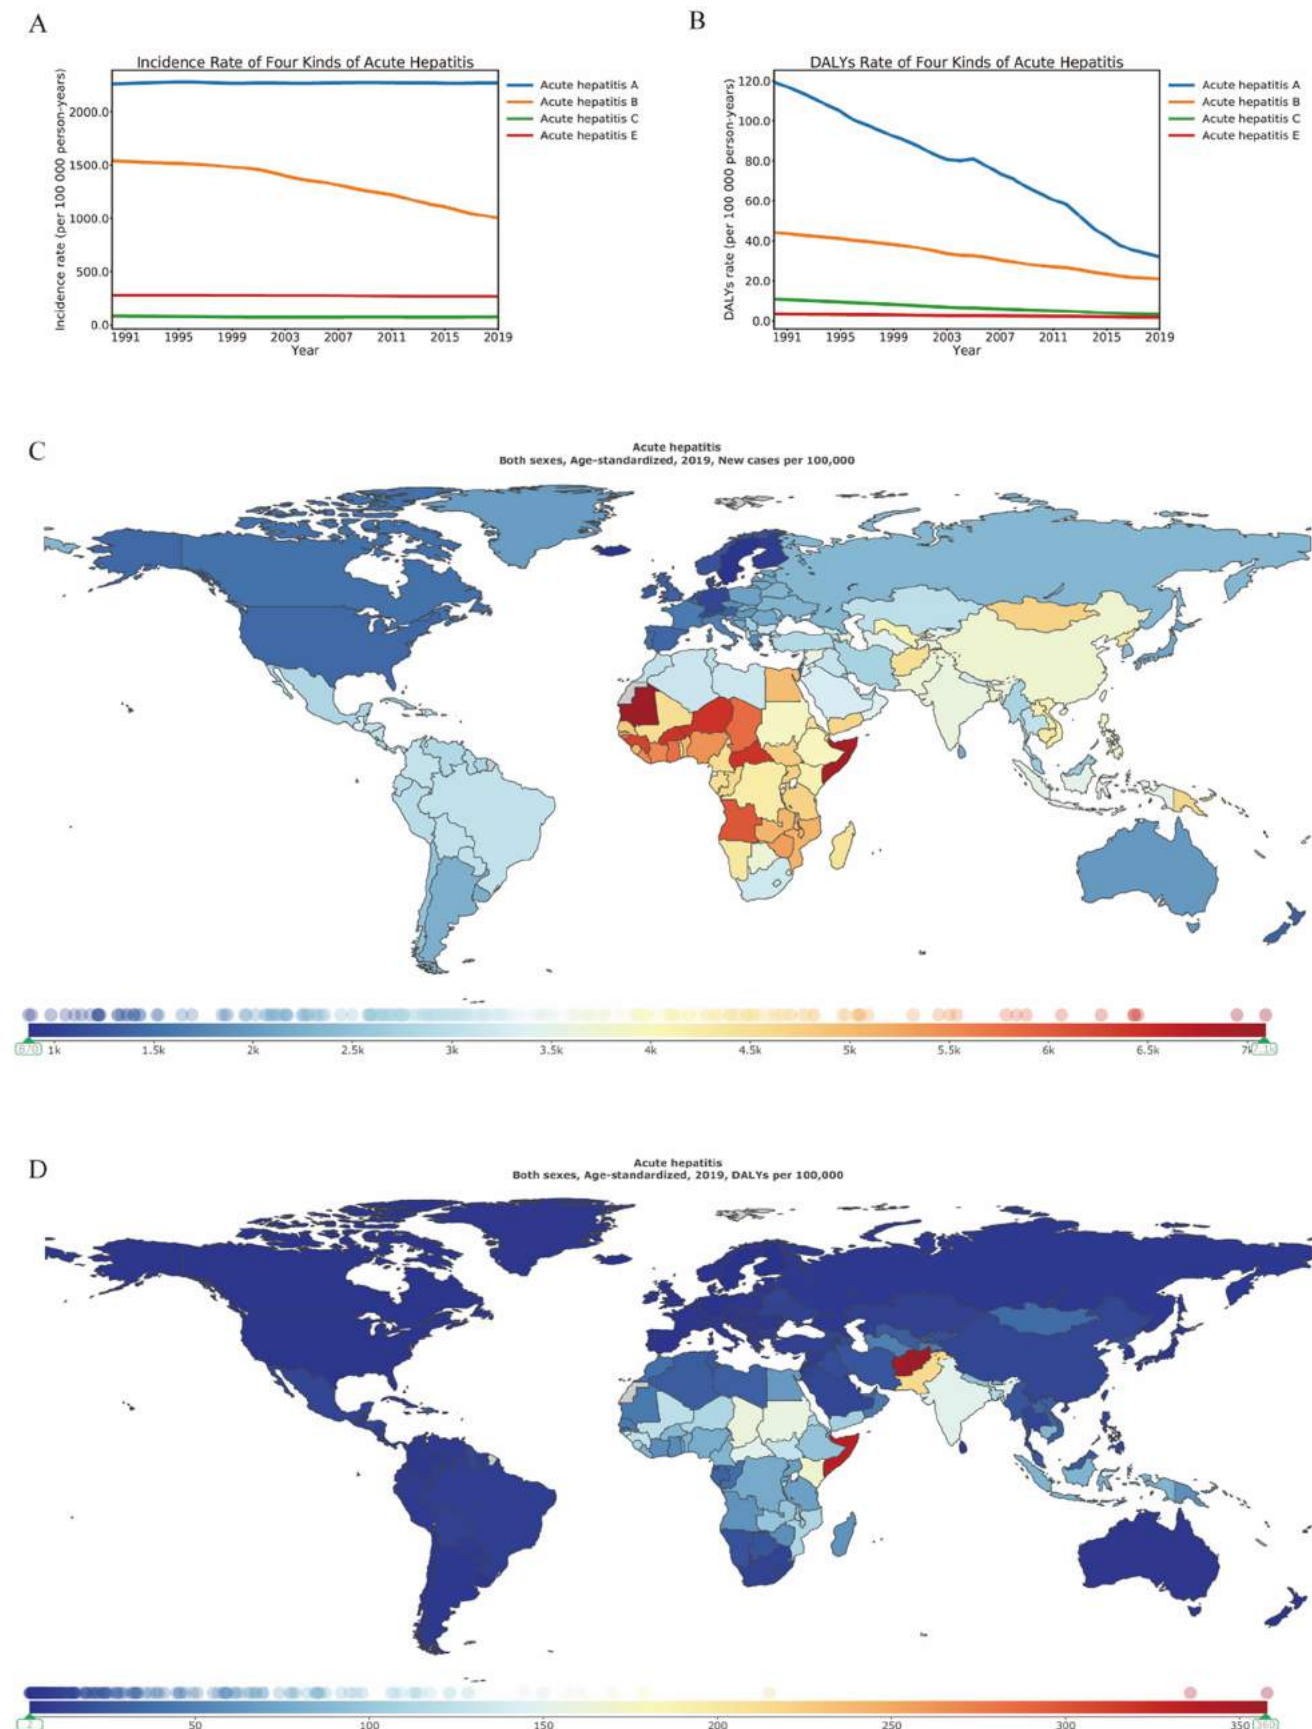 A
Incidence Rate of Four Kinds of Acute Hepatitis
Incidence rate (per 100 000 person-years)
2000.0
1500.0
1000.0
500.0
0.0
1991 1995 1999 2003 2007 2011 2015 2019
Year
Acute hepatitis A
Acute hepatitis B
Acute hepatitis C
Acute hepatitis E
B
DALYs Rate of Four Kinds of Acute Hepatitis
DALYs rate (per 100 000 person-years)
120.0
100.0
80.0
60.0
40.0
20.0
0.0
1991 1995 1999 2003 2007 2011 2015 2019
Year
Acute hepatitis A
Acute hepatitis B
Acute hepatitis C
Acute hepatitis E
C
Acute hepatitis
Both sexes, Age-standardized, 2019, New cases per 100,000
870 1k 1.5k 2k 2.5k 3k 3.5k 4k 4.5k 5k 5.5k 6k 6.5k 7k 7.1k
D
Acute hepatitis
Both sexes, Age-standardized, 2019, DALYs per 100,000
2 50 100 150 200 250 300 350 360